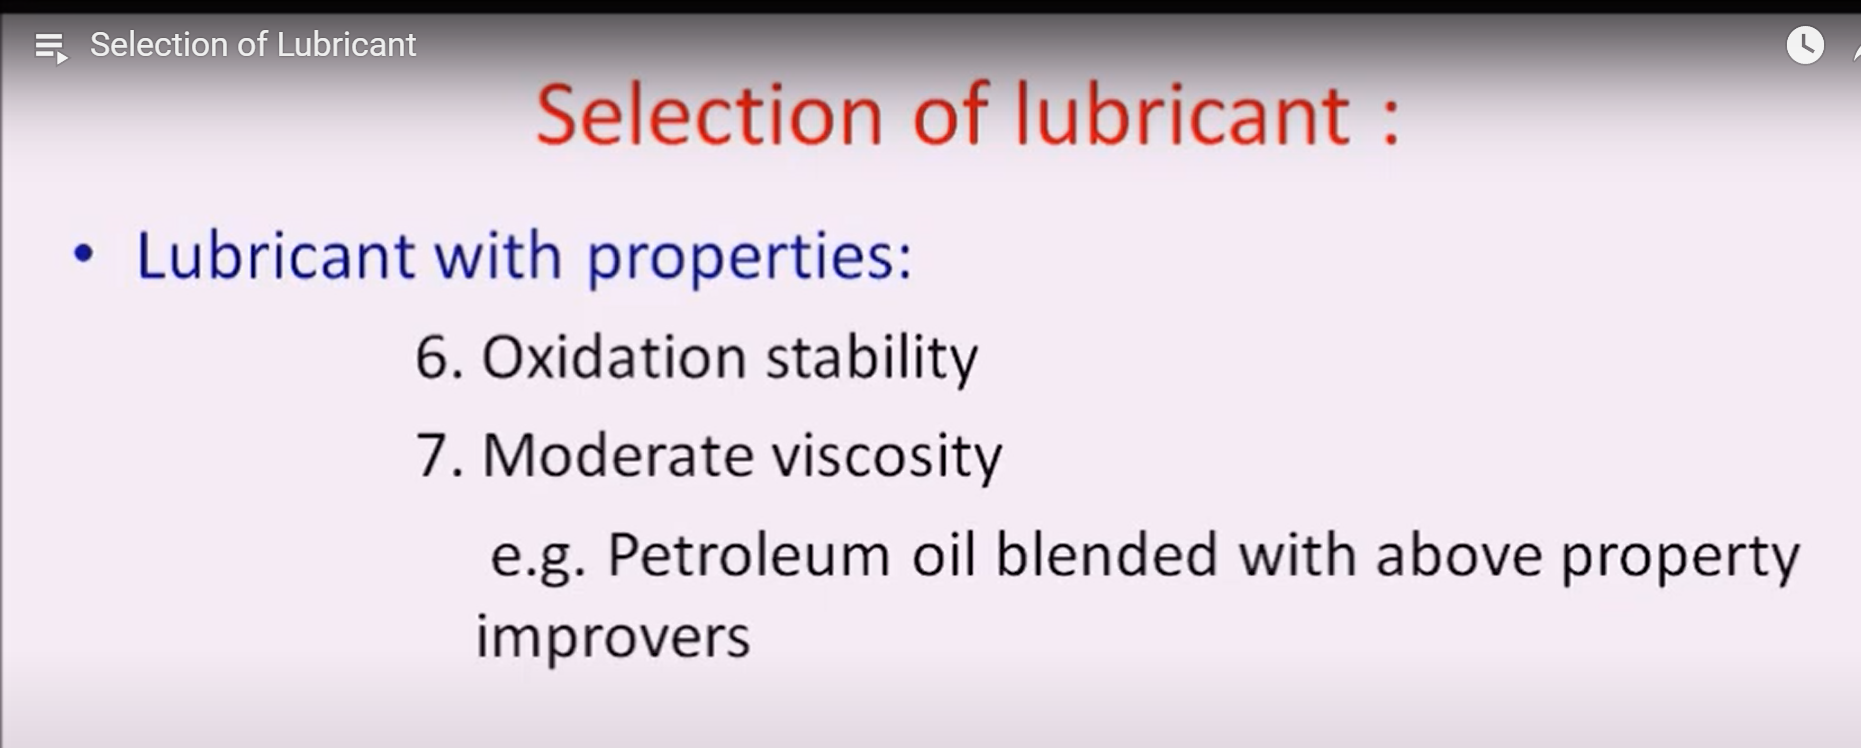 Selection of Lubricant
Selection of lubricant :
• Lubricant with properties:
6. Oxidation stability
7. Moderate viscosity
e.g. Petroleum oil blended with above property
improvers